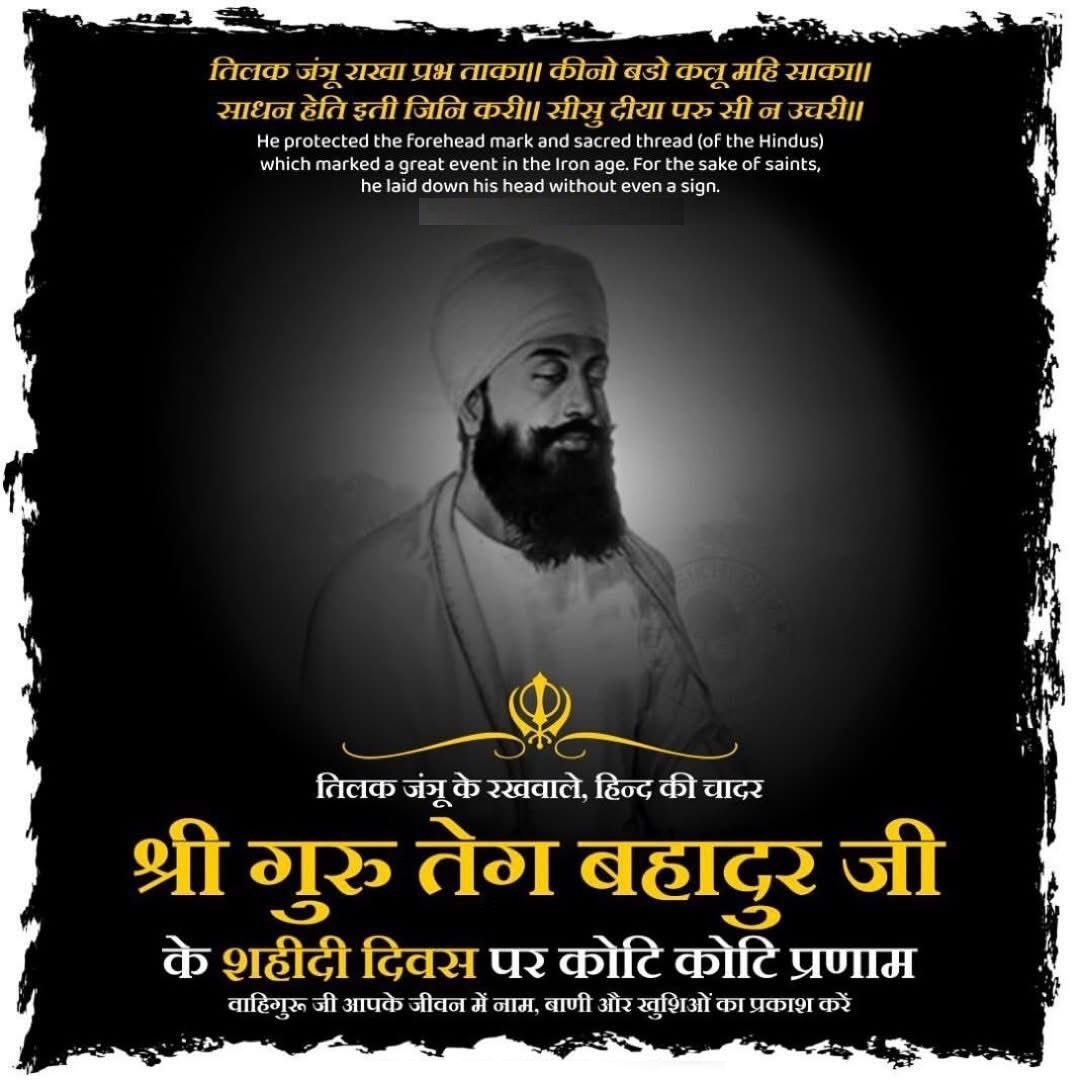 तिलक जंञू राखा प्रभ ताका॥ कीनो बडो कलू महि साका॥
साधन हेति इती जिनि करी॥ सीसु दीया परु सी न उचरी॥
He protected the forehead mark and sacred thread (of the Hindus)
which marked a great event in the Iron age. For the sake of saints,
he laid down his head without even a sign.
तिलक जंञू के रखवाले, हिन्द की चादर
श्री गुरु तेग बहादुर जी
के शहीदी दिवस पर कोटि कोटि प्रणाम
वाहिगुरू जी आपके जीवन में नाम, बाणी और खुशिओं का प्रकाश करें